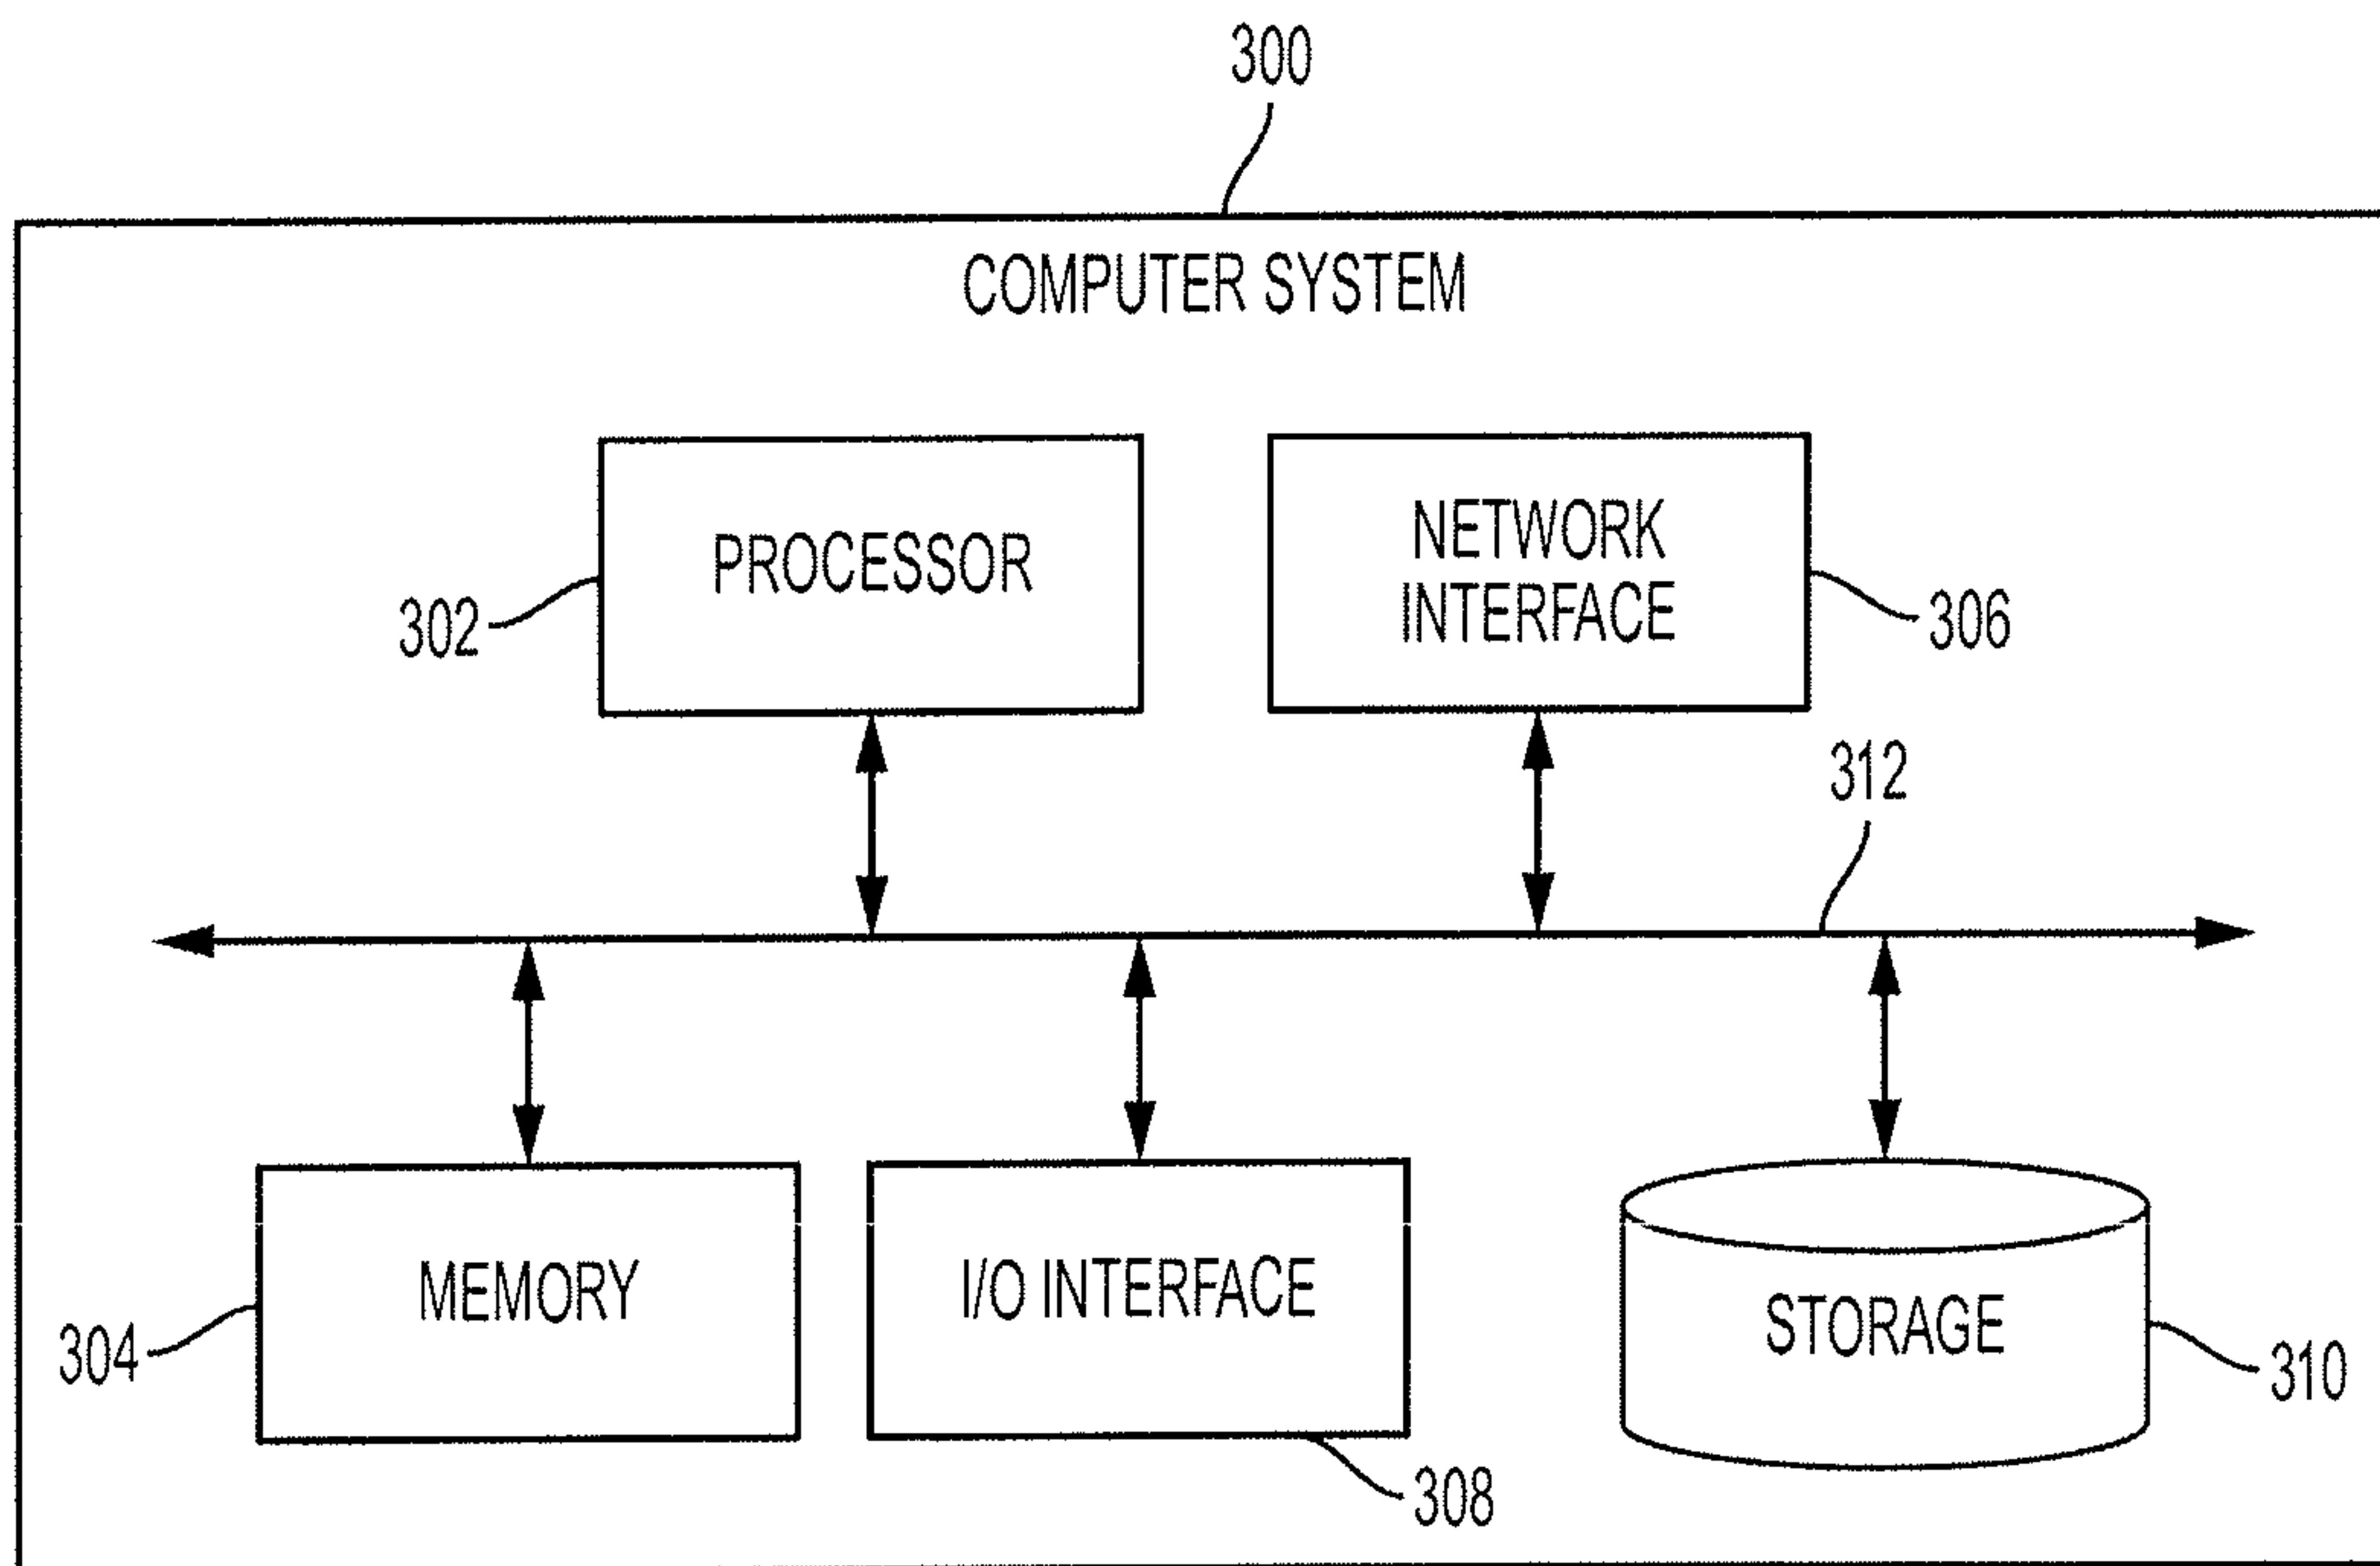 300
COMPUTER SYSTEM
PROCESSOR
NETWORK
INTERFACE
302
306
312
MEMORY
I/O INTERFACE
STORAGE
304
310
308